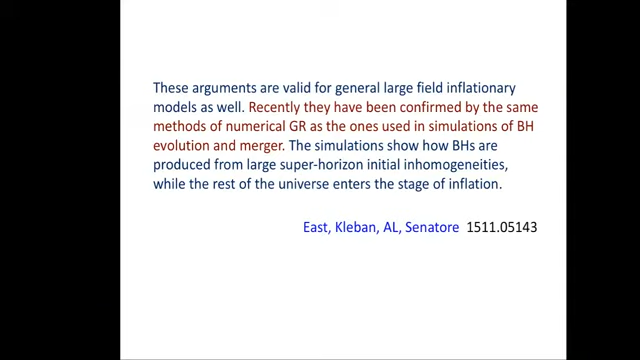 These arguments are valid for general large field inflationary
models as well. Recently they have been confirmed by the same
methods of numerical GR as the ones used in simulations of BH
evolution and merger. The simulations show how BHs are
produced from large super-horizon initial inhomogeneities,
while the rest of the universe enters the stage of inflation.
East, Kleban, AL, Senatore 1511.05143